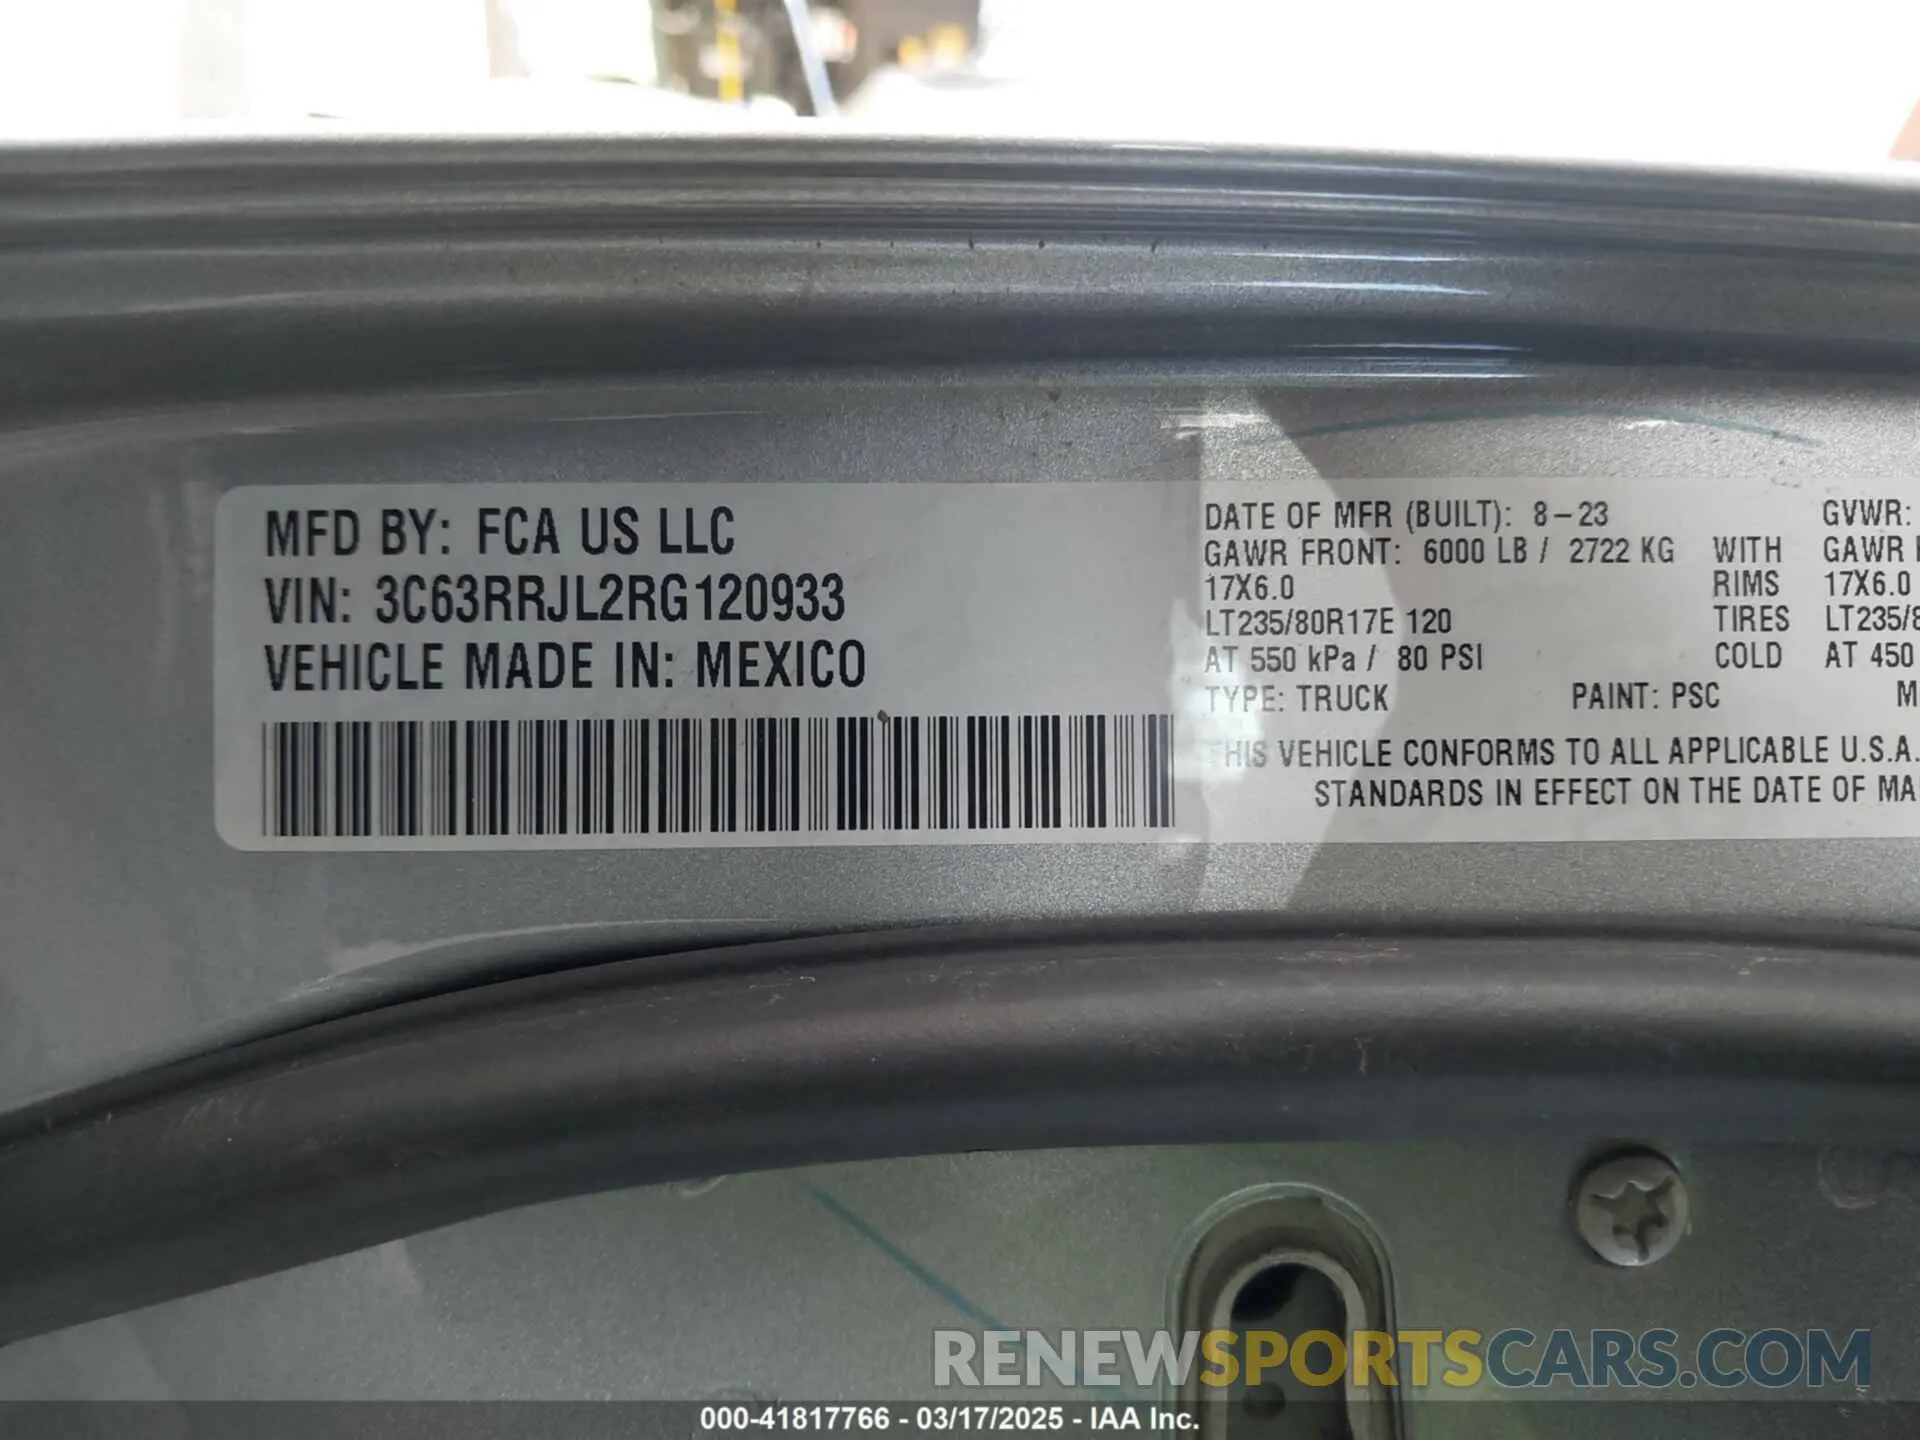 MFD BY: FCA US LLC
VIN: 3C63RRJL2RG120933
VEHICLE MADE IN: MEXICO
DATE OF MFR (BUILT): 8-23 GVWR:
GAWR FRONT: 6000 LB / 2722 KG WITH GAWR
17X6.0 RIMS 17X6.0
LT235/80R17E 120 TIRES LT235/8
AT 550 kPa / 80 PSI COLD AT 450
TYPE: TRUCK PAINT: PSC M
THIS VEHICLE CONFORMS TO ALL APPLICABLE U.S.A.
STANDARDS IN EFFECT ON THE DATE OF MA
RENEWSPORTSCARS.COM
000-41817766 - 03/17/2025 - IAA Inc.